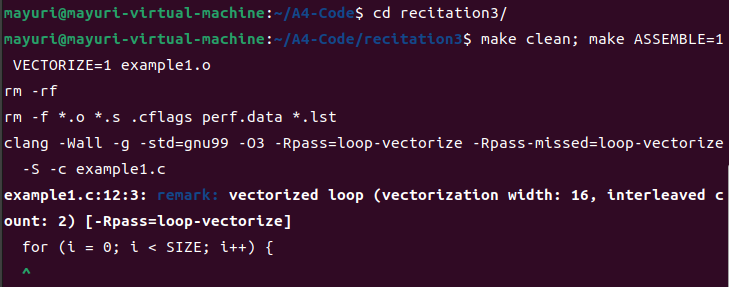 mayuri@mayuri-virtual-machine:~/A4-Code$ cd recitation3/
mayuri@mayuri-virtual-machine:~/A4-Code/recitation3$ make clean; make ASSEMBLE=1
 VECTORIZE=1 example1.o
rm -rf
rm -f *.o *.s .cflags perf.data *.lst
clang -Wall -g -std=gnu99 -O3 -Rpass=loop-vectorize -Rpass-missed=loop-vectorize
  -S -c example1.c
example1.c:12:3: remark: vectorized loop (vectorization width: 16, interleaved c
ount: 2) [-Rpass=loop-vectorize]
  for (i = 0; i < SIZE; i++) {
  ^